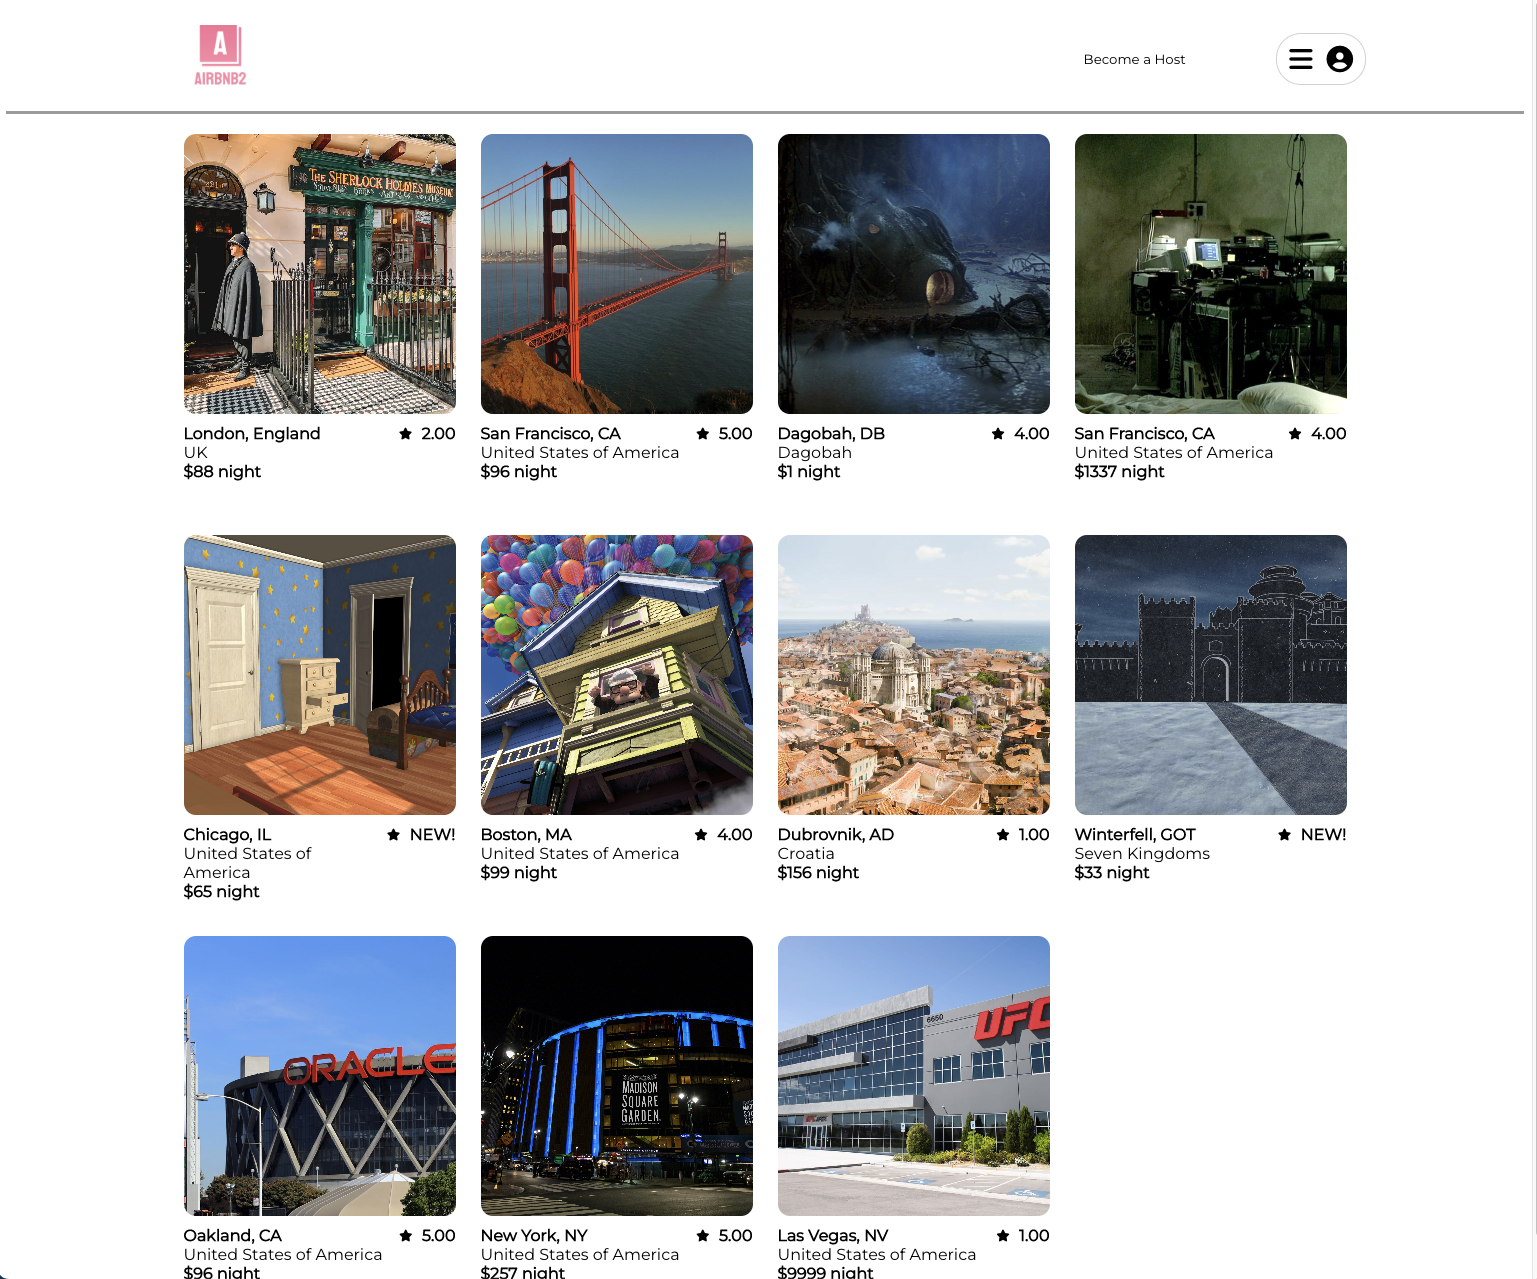 A
AIRBNB2
Become a Host
221b
THE SHERLOCK HOLMES MUSEUM
London, England ★ 2.00
UK
$88 night
San Francisco, CA ★ 5.00
United States of America
$96 night
Dagobah, DB ★ 4.00
Dagobah
$1 night
San Francisco, CA ★ 4.00
United States of America
$1337 night
Chicago, IL ★ NEW!
United States of
America
$65 night
Boston, MA ★ 4.00
United States of America
$99 night
Dubrovnik, AD ★ 1.00
Croatia
$156 night
Winterfell, GOT ★ NEW!
Seven Kingdoms
$33 night
ORACLE
MADISON
SQUARE
GARDEN
6650
UFC
Oakland, CA ★ 5.00
United States of America
$96 night
New York, NY ★ 5.00
United States of America
$257 night
Las Vegas, NV ★ 1.00
United States of America
$9999 night